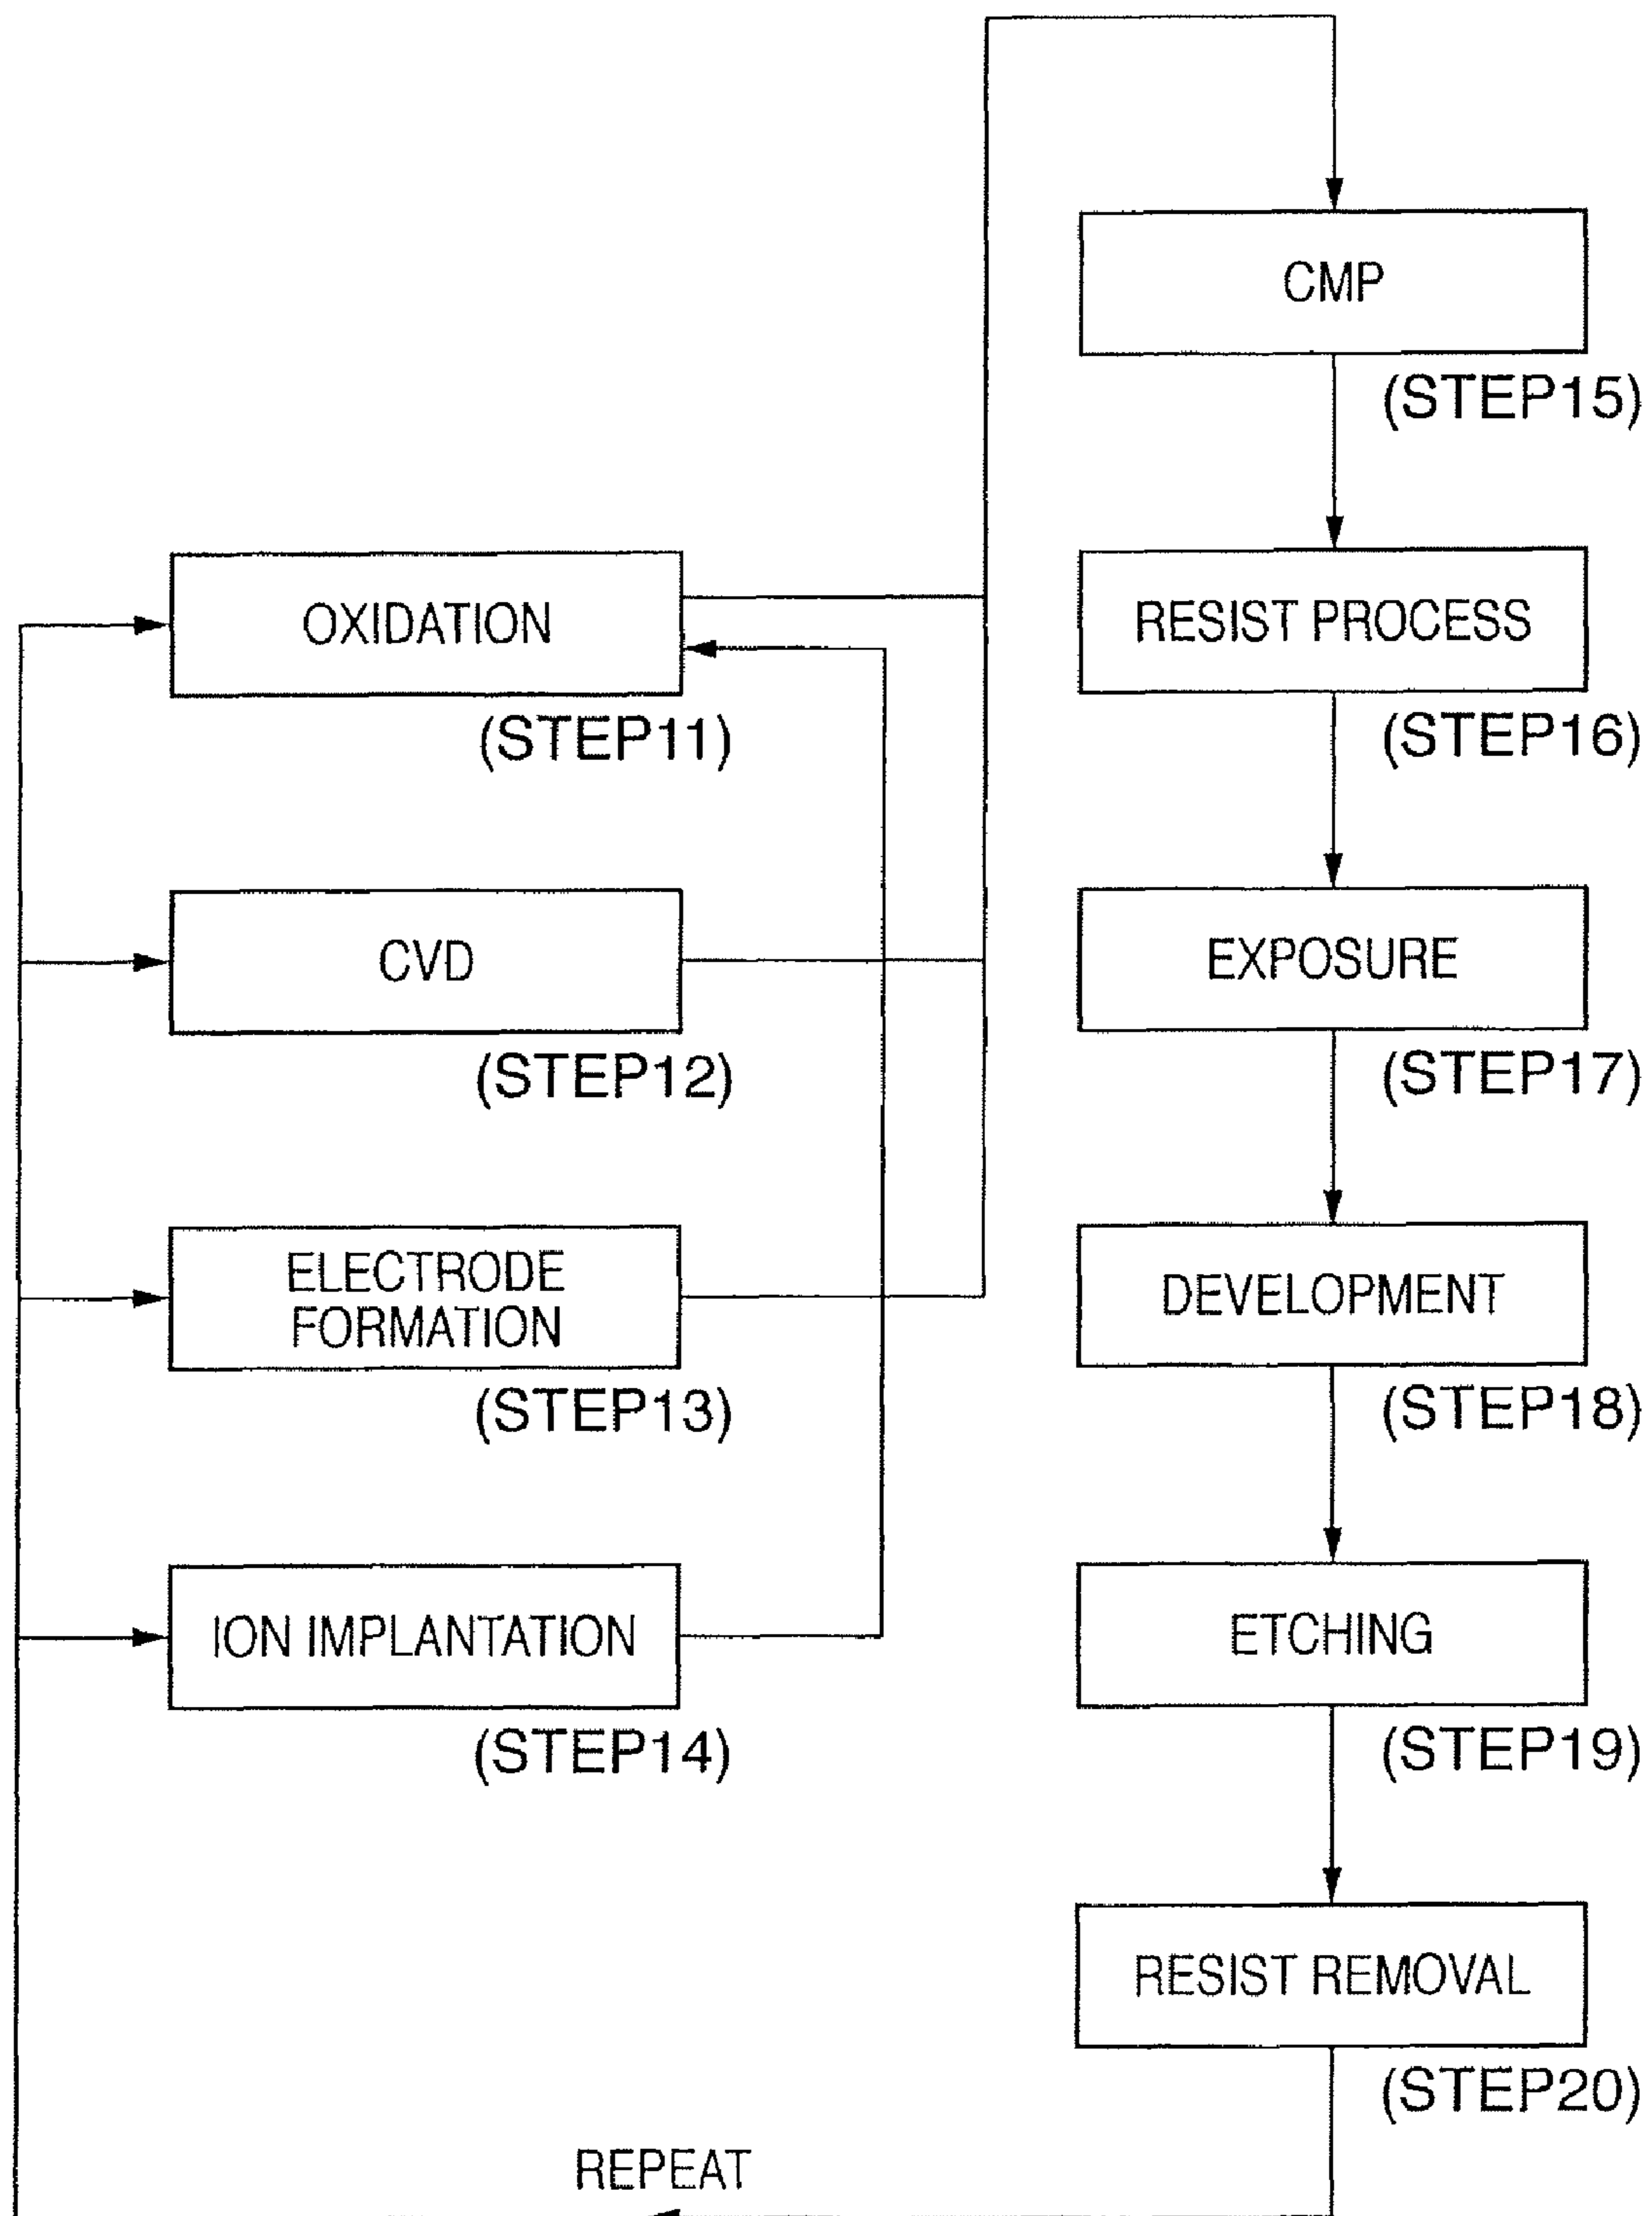 OXIDATION
(STEP11)
CVD
(STEP12)
ELECTRODE
FORMATION
(STEP13)
ION IMPLANTATION
(STEP14)
CMP
(STEP15)
RESIST PROCESS
(STEP16)
EXPOSURE
(STEP17)
DEVELOPMENT
(STEP18)
ETCHING
(STEP19)
RESIST REMOVAL
(STEP20)
REPEAT